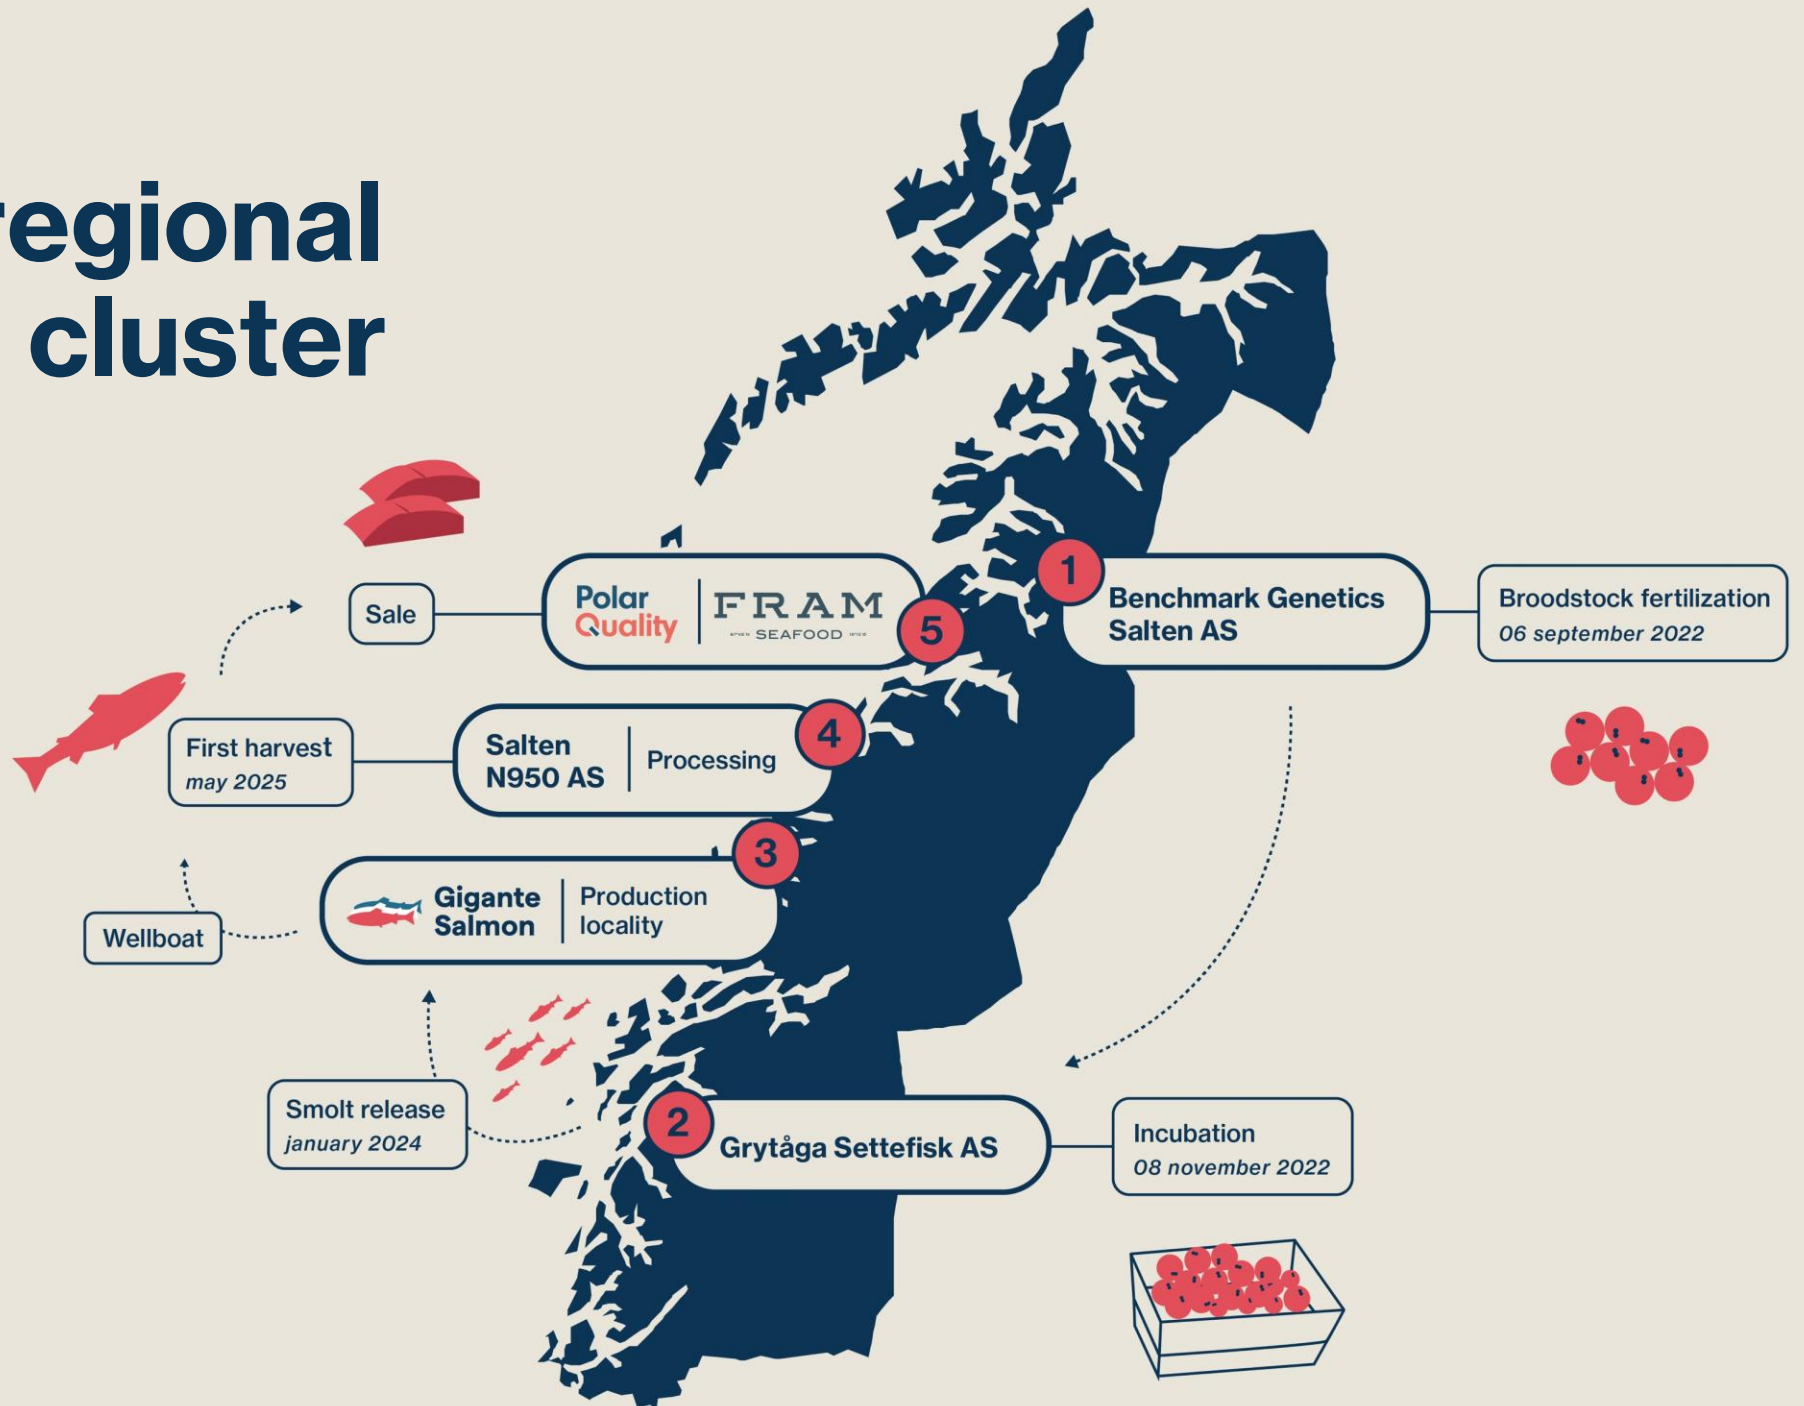 regional
cluster
1
Benchmark Genetics
Salten AS
Broodstock fertilization
06 september 2022
Sale
Polar
Quality
FRAM
SEAFOOD
5
First harvest
may 2025
Salten
N950 AS
Processing
4
3
Gigante
Salmon
Production
locality
Wellboat
Smolt release
january 2024
2
Grytåga Settefisk AS
Incubation
08 november 2022